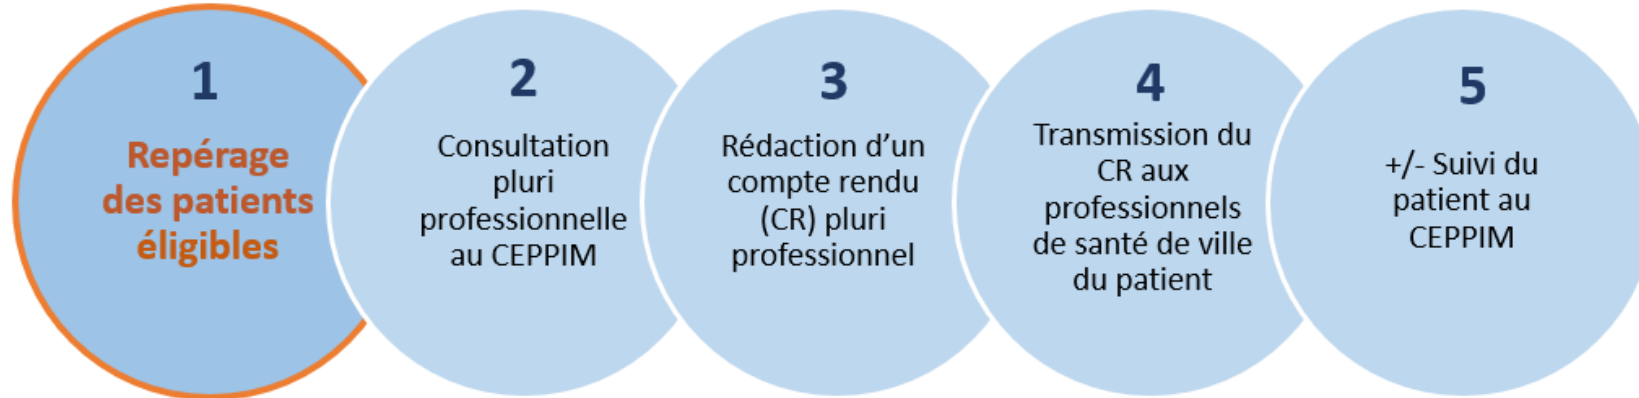 1
Repérage
des patients
éligibles
2
Consultation
pluri
professionnelle
au CEPPIM
3
Rédaction d'un
compte rendu
(CR) pluri
professionnel
4
Transmission du
CR aux
professionnels
de santé de ville
du patient
5
+/- Suivi du
patient au
CEPPIM